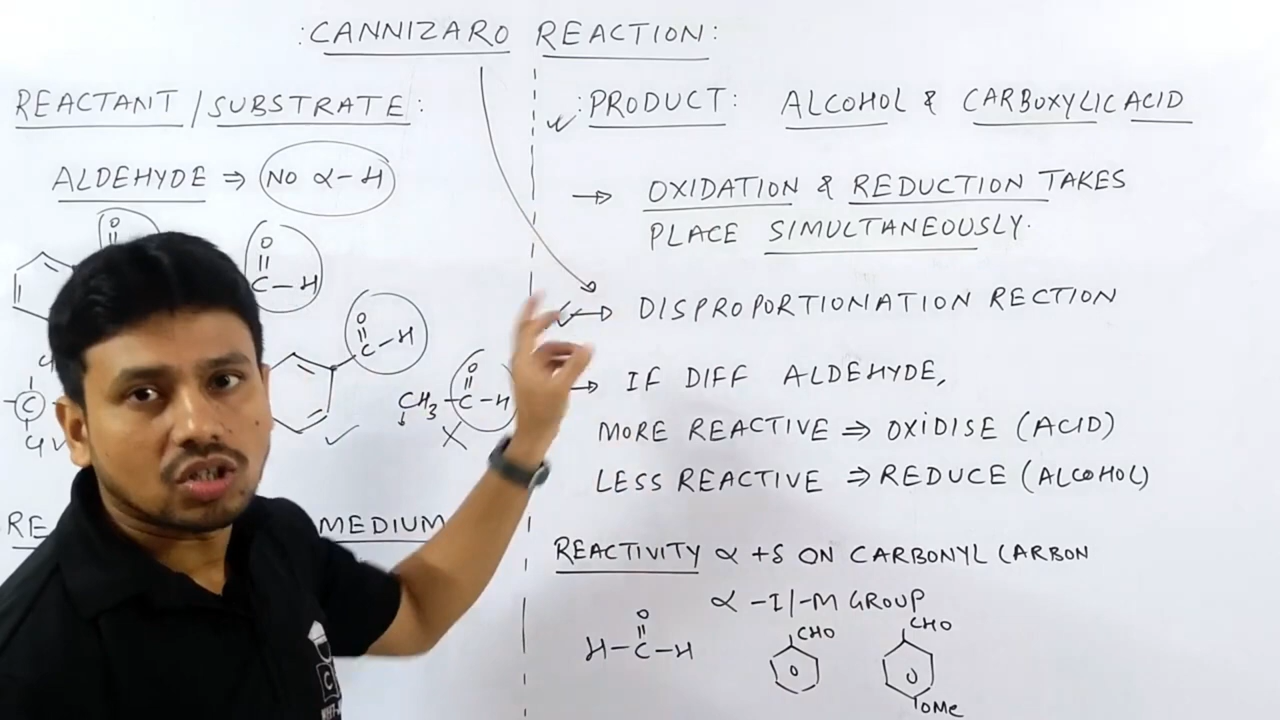 : CANNIZARO REACTION :
REACTANT / SUBSTRATE :
ALDEHYDE ⇒ NO α-H
O
O
C-H
O
C-H
O
CH3-C-H
C
MEDIUM
: PRODUCT : ALCOHOL & CARBOXYLIC ACID
→ OXIDATION & REDUCTION TAKES
PLACE SIMULTANEOUSLY.
→ DISPROPORTIONATION RECTION
→ IF DIFF ALDEHYDE,
MORE REACTIVE ⇒ OXIDISE (ACID)
LESS REACTIVE ⇒ REDUCE (ALCOHOL)
REACTIVITY α +δ ON CARBONYL CARBON
α -I/-M GROUP
O
H-C-H
CHO
CHO
OMe